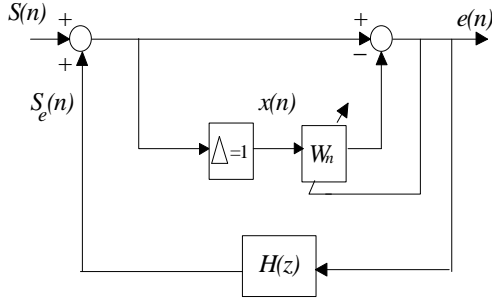 S(n)
+
+
e(n)
+
−
S_e(n)
x(n)
Δ=1
W_n
H(z)